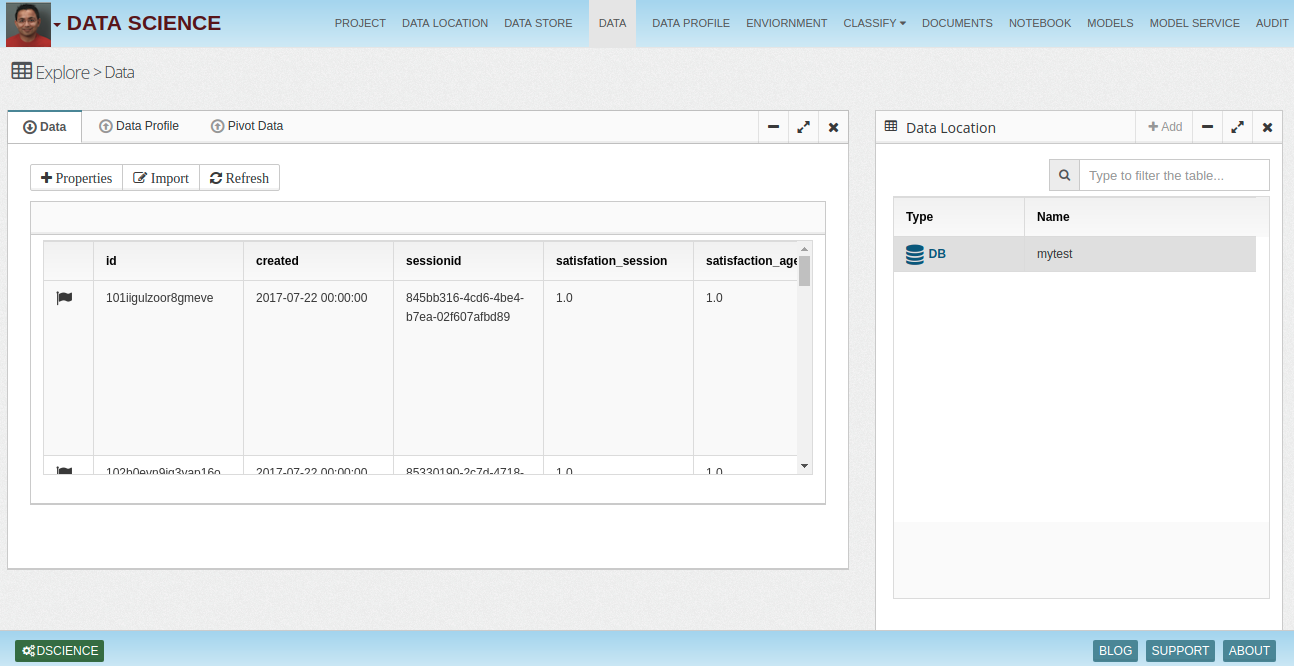 DATA SCIENCE
PROJECT DATA LOCATION DATA STORE DATA DATA PROFILE ENVIORNMENT CLASSIFY DOCUMENTS NOTEBOOK MODELS MODEL SERVICE AUDIT
Explore > Data
Data Data Profile Pivot Data
Properties Import Refresh
id created sessionid satisfation_session satisfaction_age
101iigulzoor8gmeve 2017-07-22 00:00:00 845bb316-4cd6-4be4- 1.0 1.0
b7ea-02f607afbd89
2017-07-22 00:00:00 85330190-2c7d-4718- 1.0 1.0
Data Location Add
Type to filter the table...
Type Name
DB mytest
DSCIENCE BLOG SUPPORT ABOUT